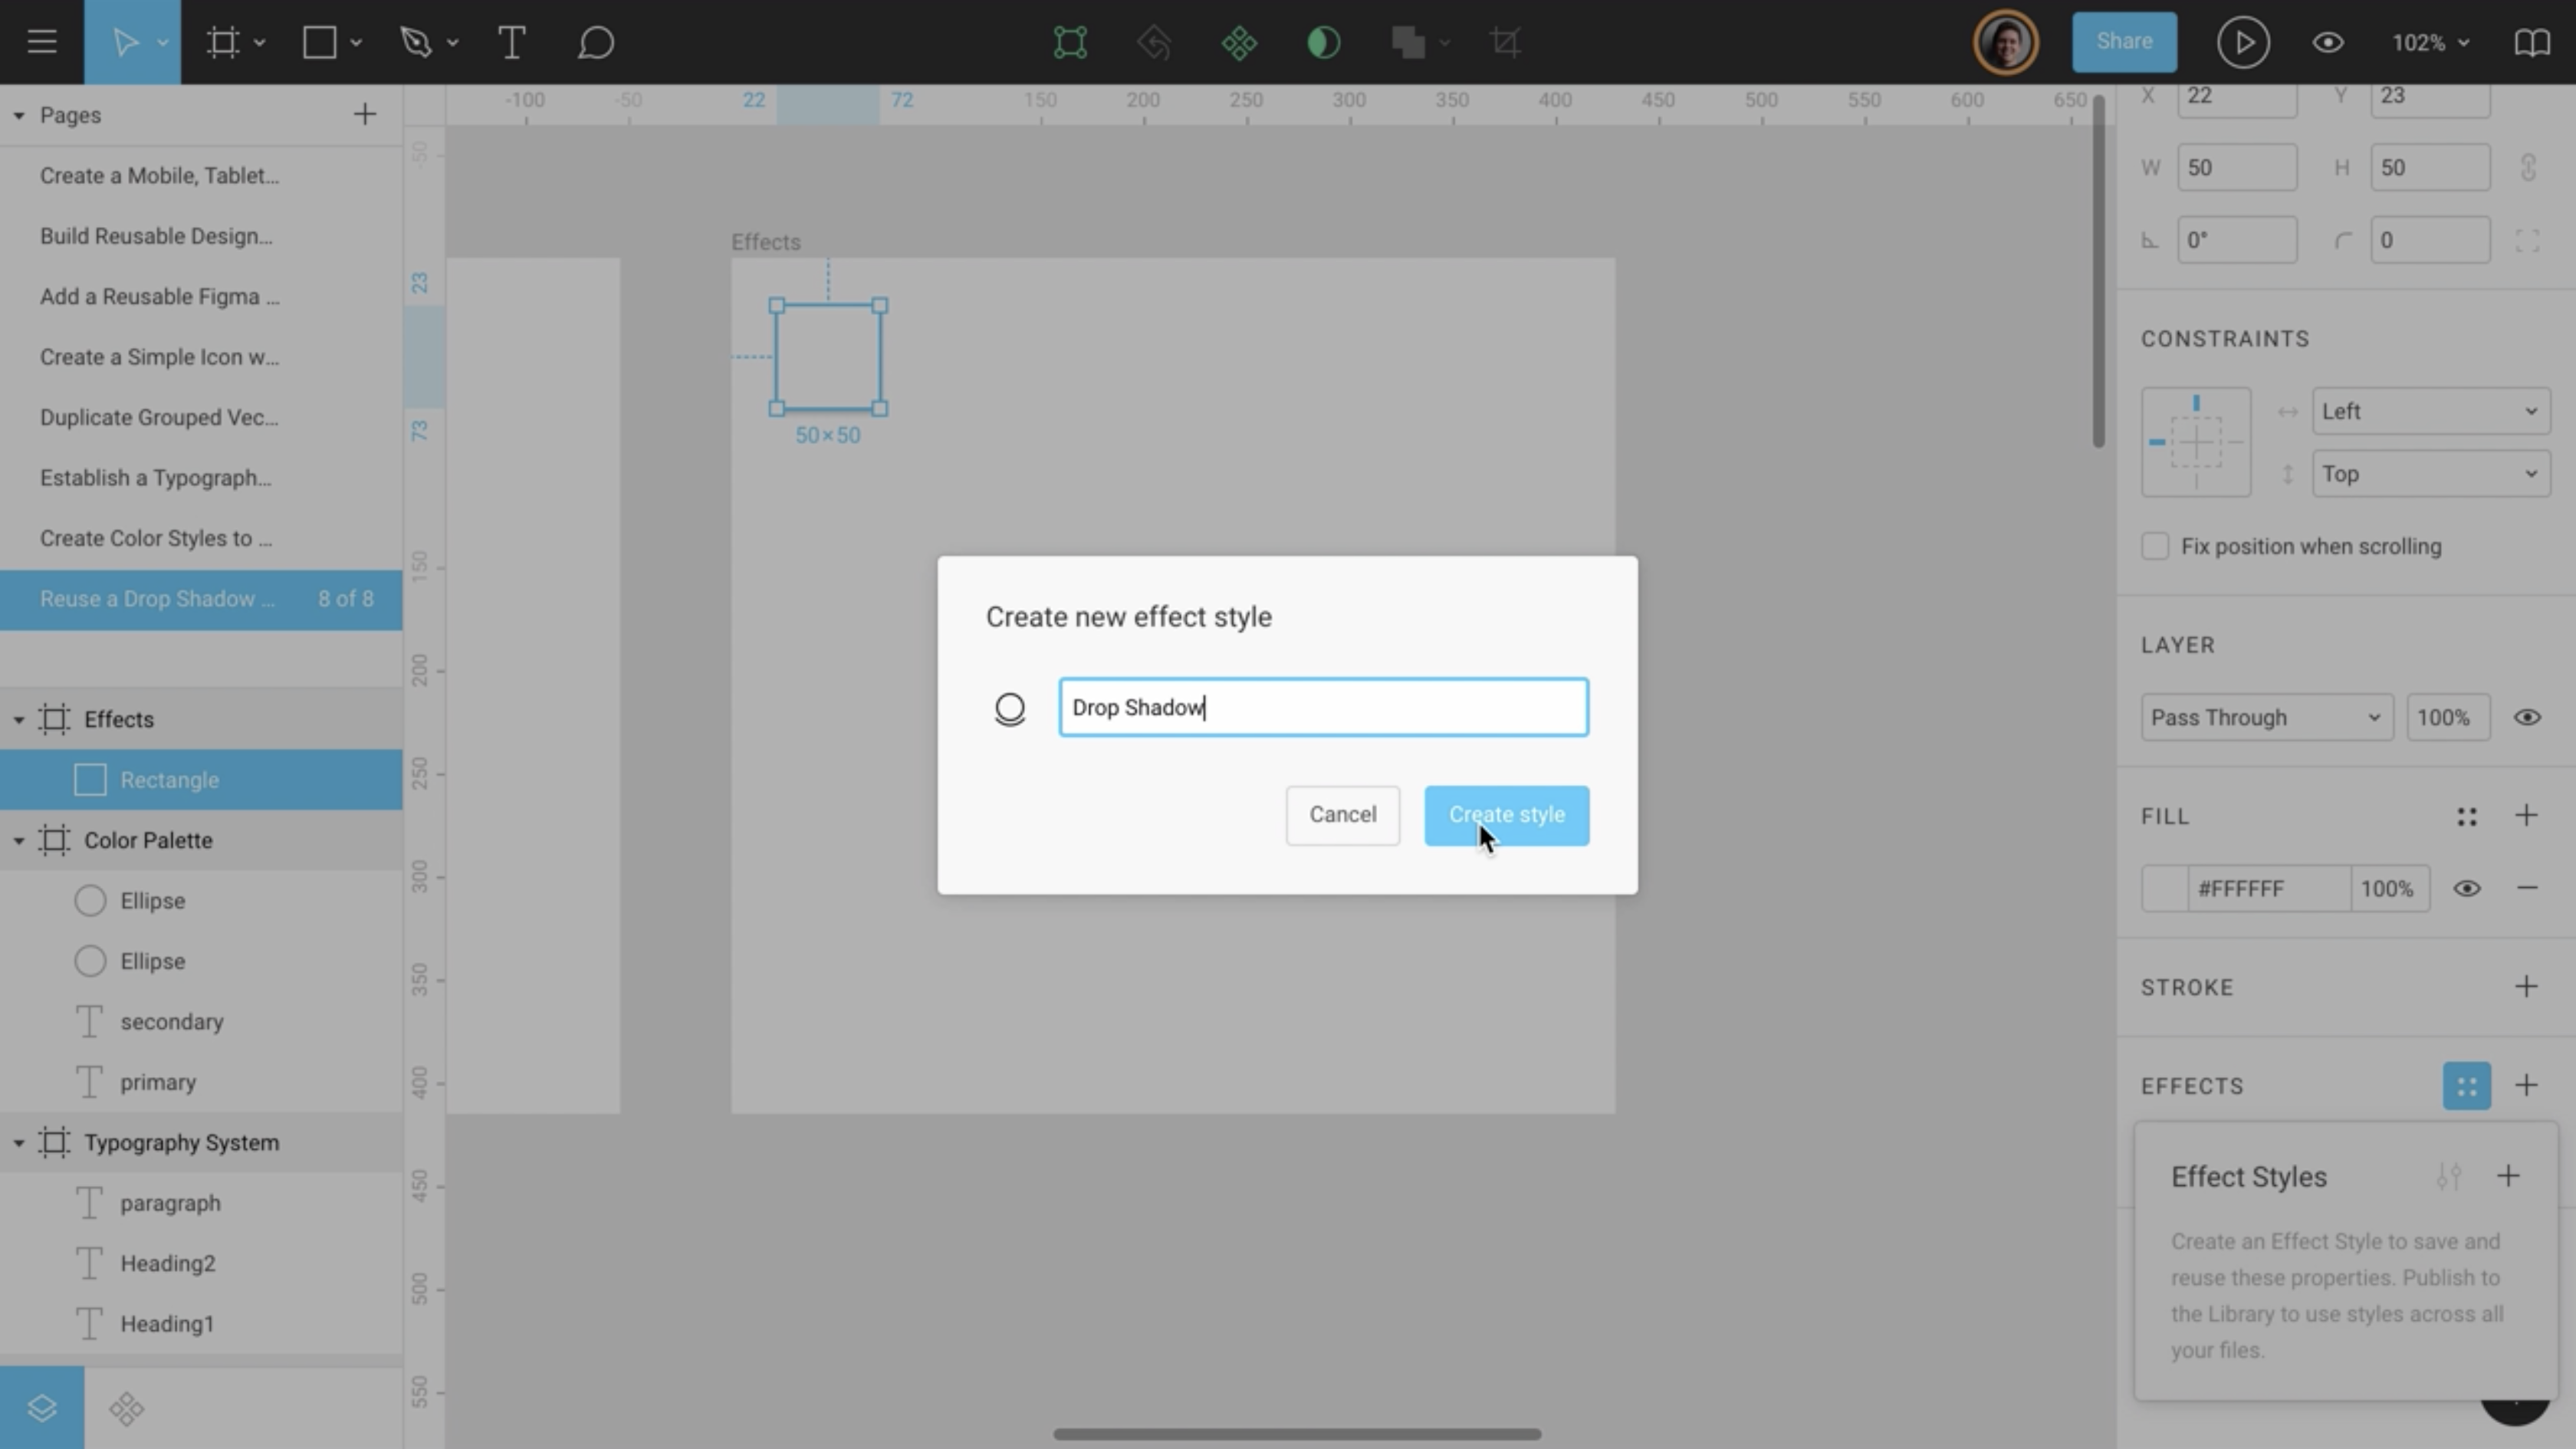 Share
102%
Pages
Create a Mobile, Tablet...
Build Reusable Design...
Add a Reusable Figma ...
Create a Simple Icon w...
Duplicate Grouped Vec...
Establish a Typograph...
Create Color Styles to ...
Reuse a Drop Shadow ... 8 of 8
Effects
Rectangle
Color Palette
Ellipse
Ellipse
secondary
primary
Typography System
paragraph
Heading2
Heading1
-100 -50 22 72 150 200 250 300 350 400 450 500 550 600 650
-50
23
73
150
200
250
300
350
400
450
500
550
Effects
50×50
Create new effect style
Drop Shadow
Cancel Create style
X 22 Y 23
W 50 H 50
0° 0
CONSTRAINTS
Left
Top
Fix position when scrolling
LAYER
Pass Through 100%
FILL
#FFFFFF 100%
STROKE
EFFECTS
Effect Styles
Create an Effect Style to save and
reuse these properties. Publish to
the Library to use styles across all
your files.